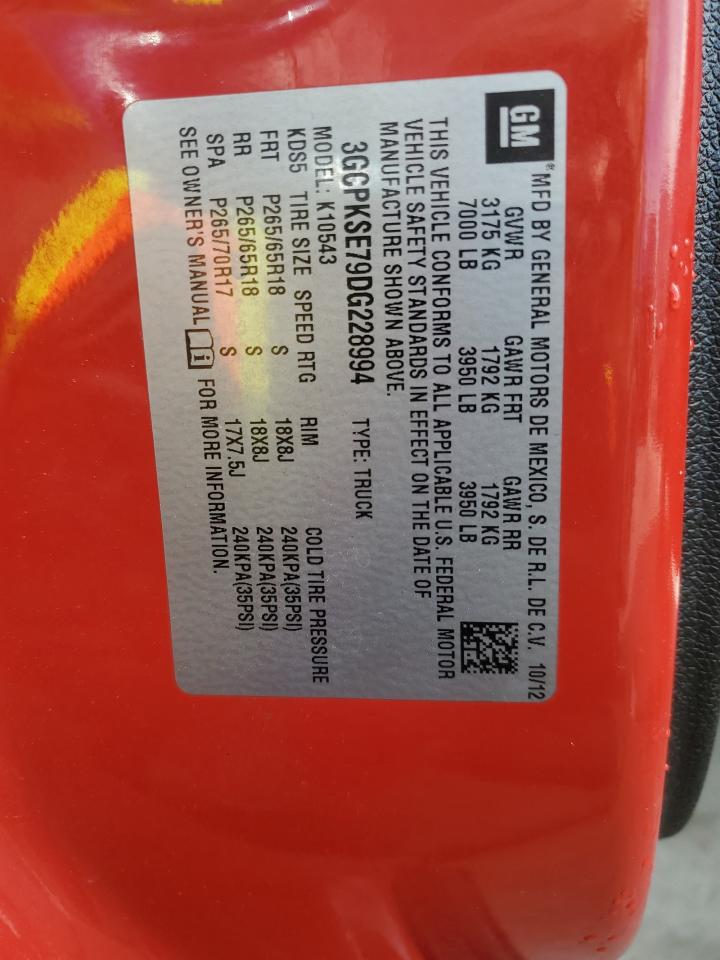 GM
® MFD BY GENERAL MOTORS DE MEXICO, S. DE R.L. DE C.V. 10/12
GVWR GAWR FRT GAWR RR
3175 KG 1792 KG 1792 KG
7000 LB 3950 LB 3950 LB
THIS VEHICLE CONFORMS TO ALL APPLICABLE U.S. FEDERAL MOTOR
VEHICLE SAFETY STANDARDS IN EFFECT ON THE DATE OF
MANUFACTURE SHOWN ABOVE.
3GCPKSE79DG228994 TYPE: TRUCK
MODEL: K10543
KDS5 TIRE SIZE SPEED RTG RIM COLD TIRE PRESSURE
FRT P265/65R18 S 18X8J 240KPA(35PSI)
RR P265/65R18 S 18X8J 240KPA(35PSI)
SPA P265/70R17 S 17X7.5J 240KPA(35PSI)
SEE OWNER'S MANUAL FOR MORE INFORMATION.